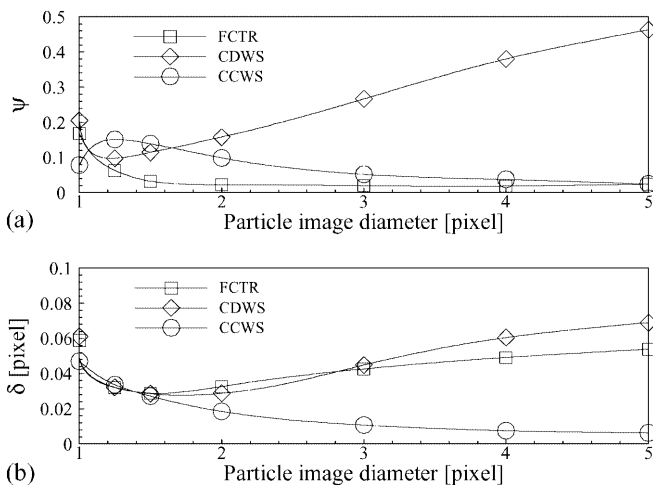 0.5
0.4
0.3
0.2
0.1
0
ψ
FCTR
CDWS
CCWS
1 2 3 4 5
(a)
Particle image diameter [pixel]
0.1
0.08
0.06
0.04
0.02
0
δ [pixel]
FCTR
CDWS
CCWS
1 2 3 4 5
(b)
Particle image diameter [pixel]